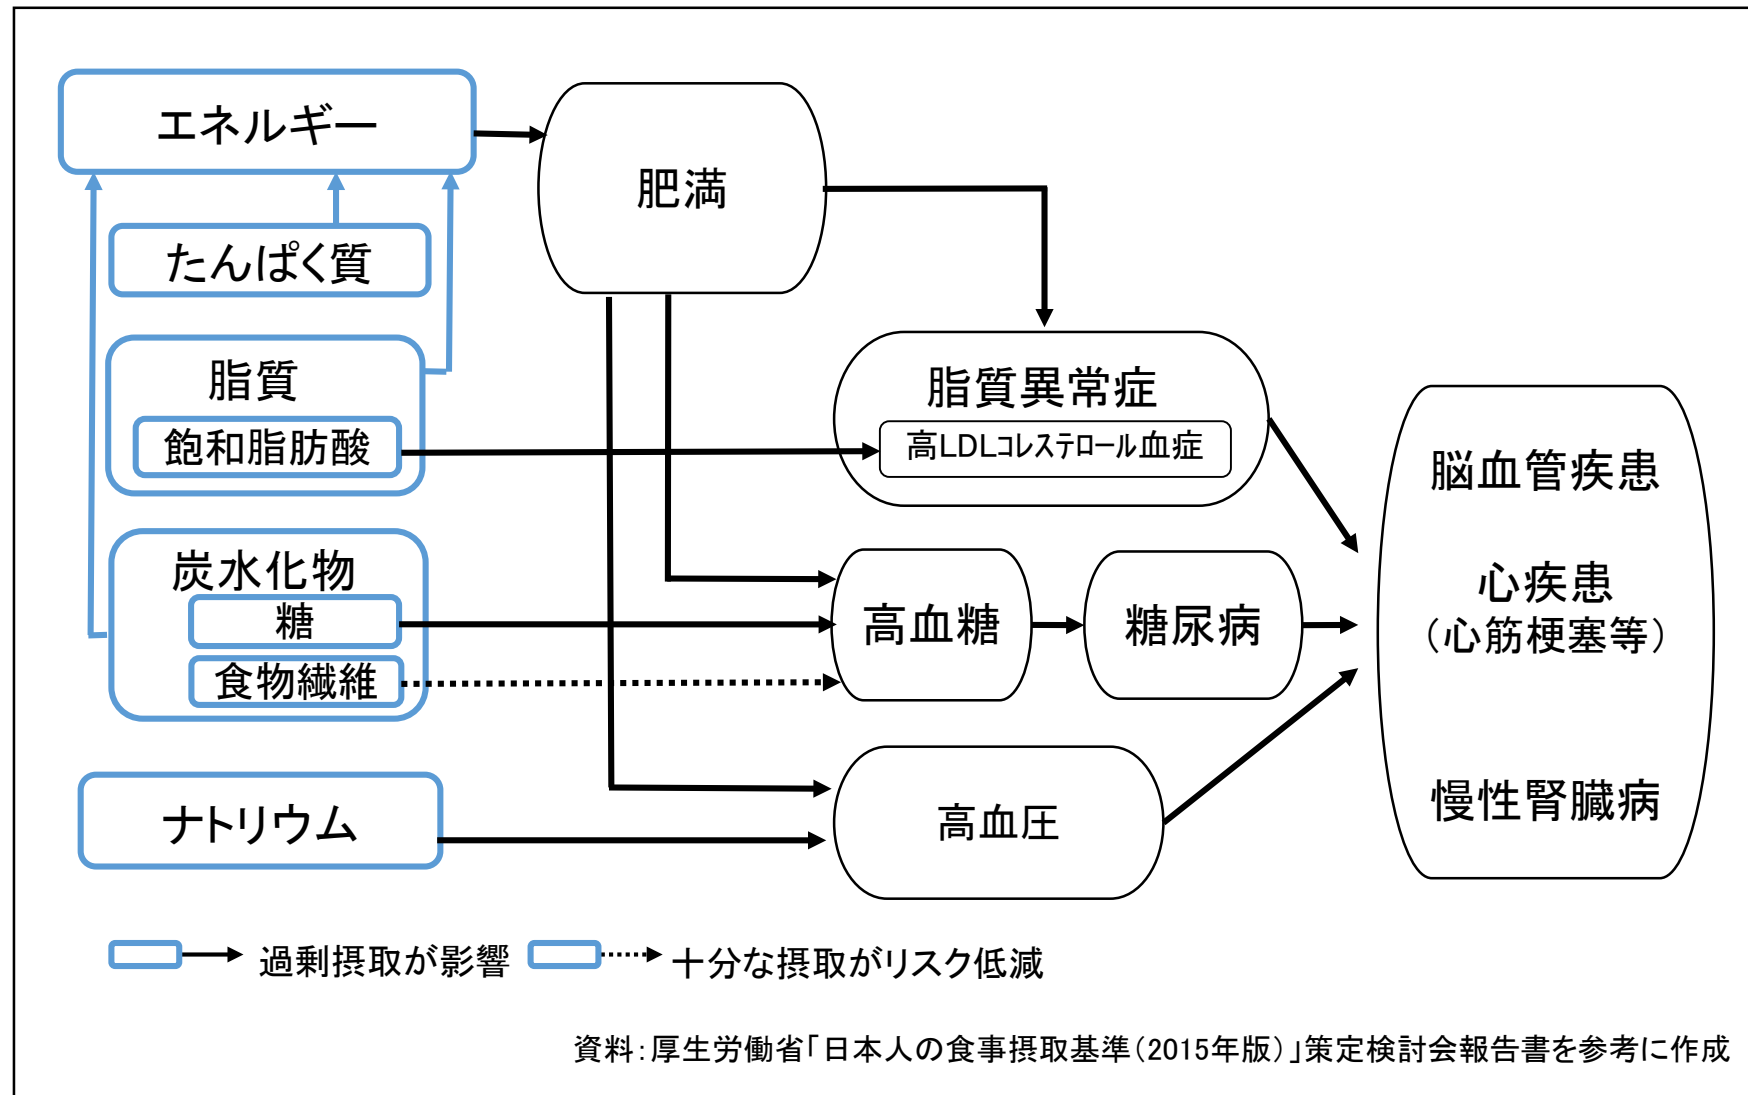 エネルギー
たんぱく質
脂質
飽和脂肪酸
炭水化物
糖
食物繊維
ナトリウム
肥満
脂質異常症
高LDLコレステロール血症
高血糖
糖尿病
高血圧
脳血管疾患
心疾患
(心筋梗塞等)
慢性腎臓病
過剰摂取が影響
十分な摂取がリスク低減
資料:厚生労働省「日本人の食事摂取基準(2015年版)」策定検討会報告書を参考に作成